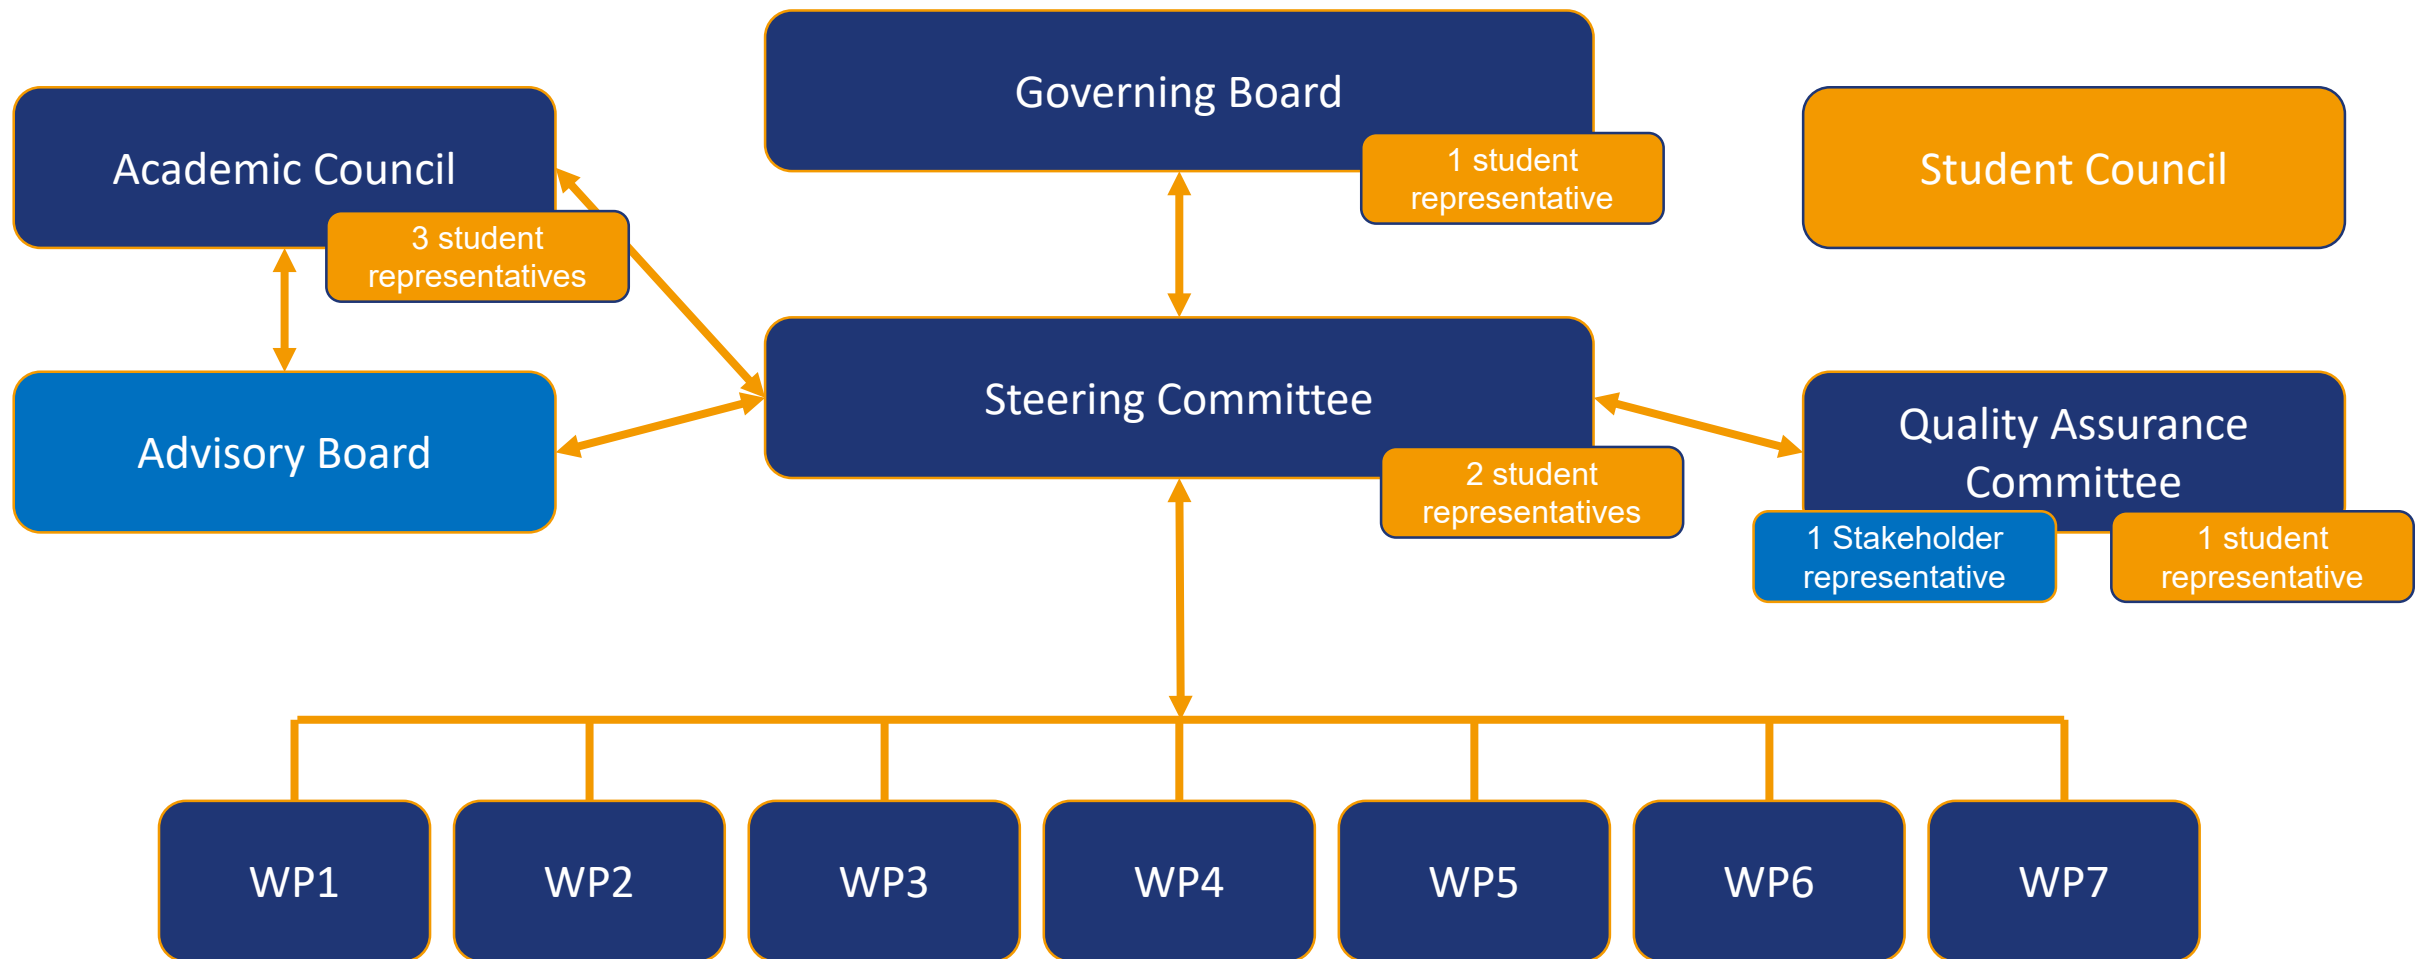 Governing Board
1 student
representative
Academic Council
3 student
representatives
Student Council
Advisory Board
Steering Committee
2 student
representatives
Quality Assurance
Committee
1 Stakeholder
representative
1 student
representative
WP1
WP2
WP3
WP4
WP5
WP6
WP7